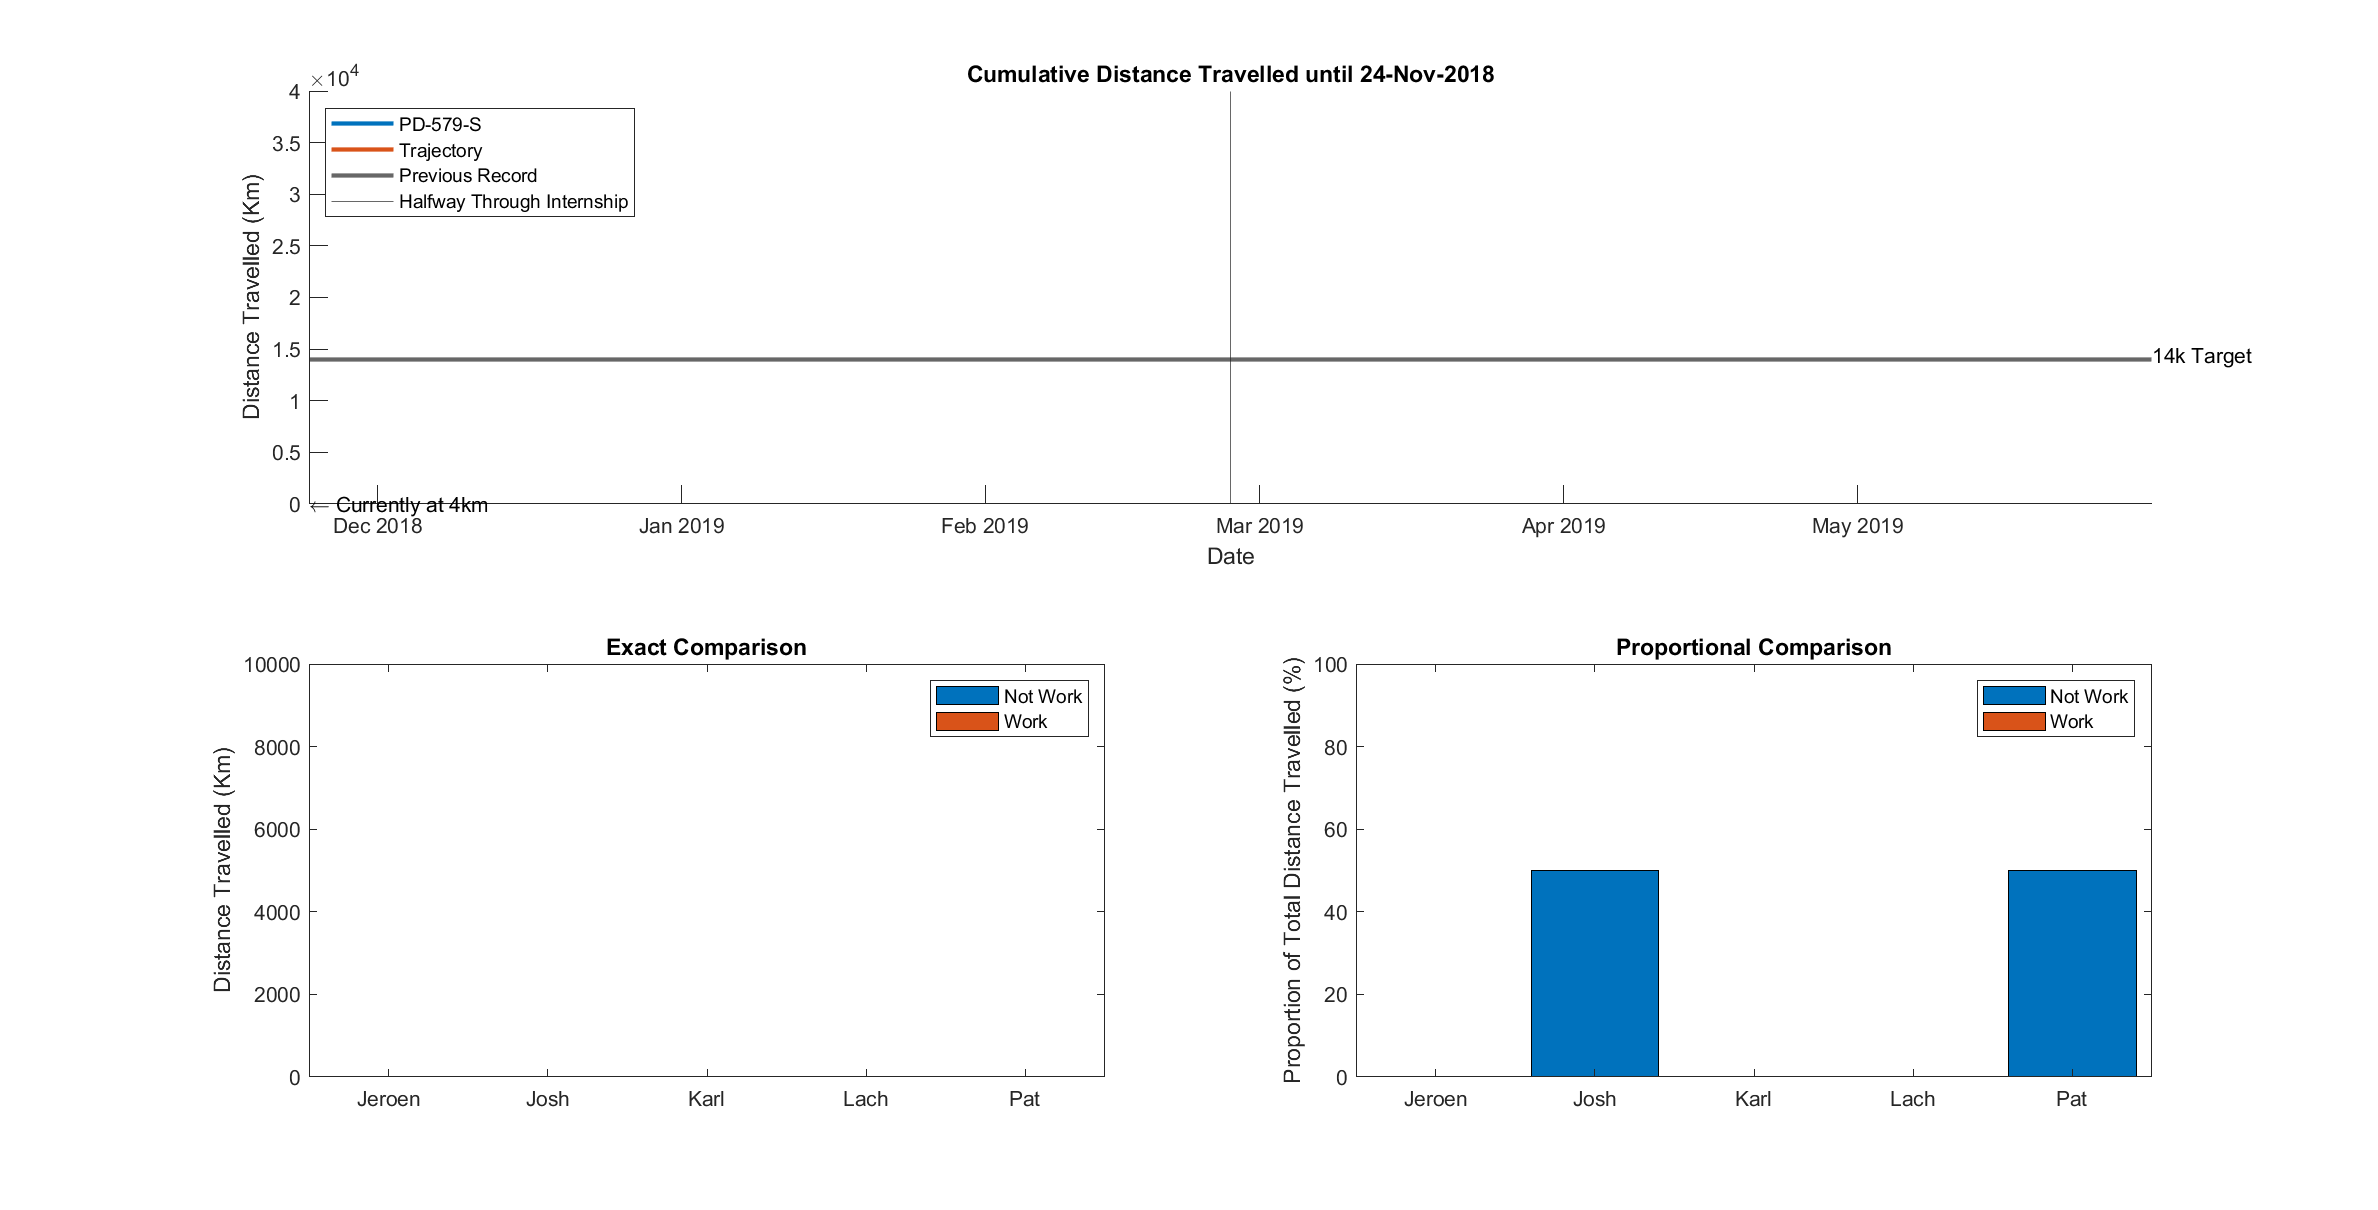 Cumulative Distance Travelled until 24-Nov-2018
×10^4
4
3.5
3
2.5
2
1.5
1
0.5
0
Distance Travelled (Km)
PD-579-S
Trajectory
Previous Record
Halfway Through Internship
14k Target
← Currently at 4km
Dec 2018
Jan 2019
Feb 2019
Mar 2019
Apr 2019
May 2019
Date
Exact Comparison
10000
8000
6000
4000
2000
0
Distance Travelled (Km)
Not Work
Work
Jeroen
Josh
Karl
Lach
Pat
Proportional Comparison
100
80
60
40
20
0
Proportion of Total Distance Travelled (%)
Not Work
Work
Jeroen
Josh
Karl
Lach
Pat